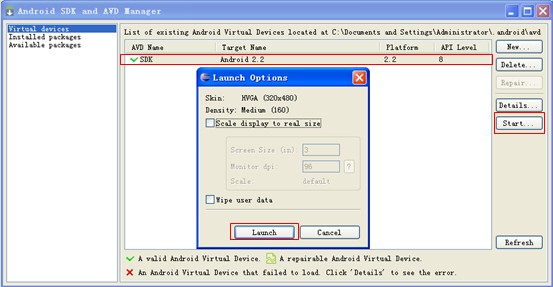 Android SDK and AVD Manager
Virtual devices
Installed packages
Available packages
List of existing Android Virtual Devices located at C:\Documents and Settings\Administrator\.android\avd
AVD Name Target Name Platform API Level
SDK Android 2.2 2.2 8
New...
Delete...
Repair...
Details...
Start...
Refresh
Launch Options
Skin: HVGA (320x480)
Density: Medium (160)
Scale display to real size
Screen Size (in): 3
Monitor dpi: 96 ?
Scale: default
Wipe user data
Launch Cancel
A valid Android Virtual Device. A repairable Android Virtual Device.
An Android Virtual Device that failed to load. Click 'Details' to see the error.